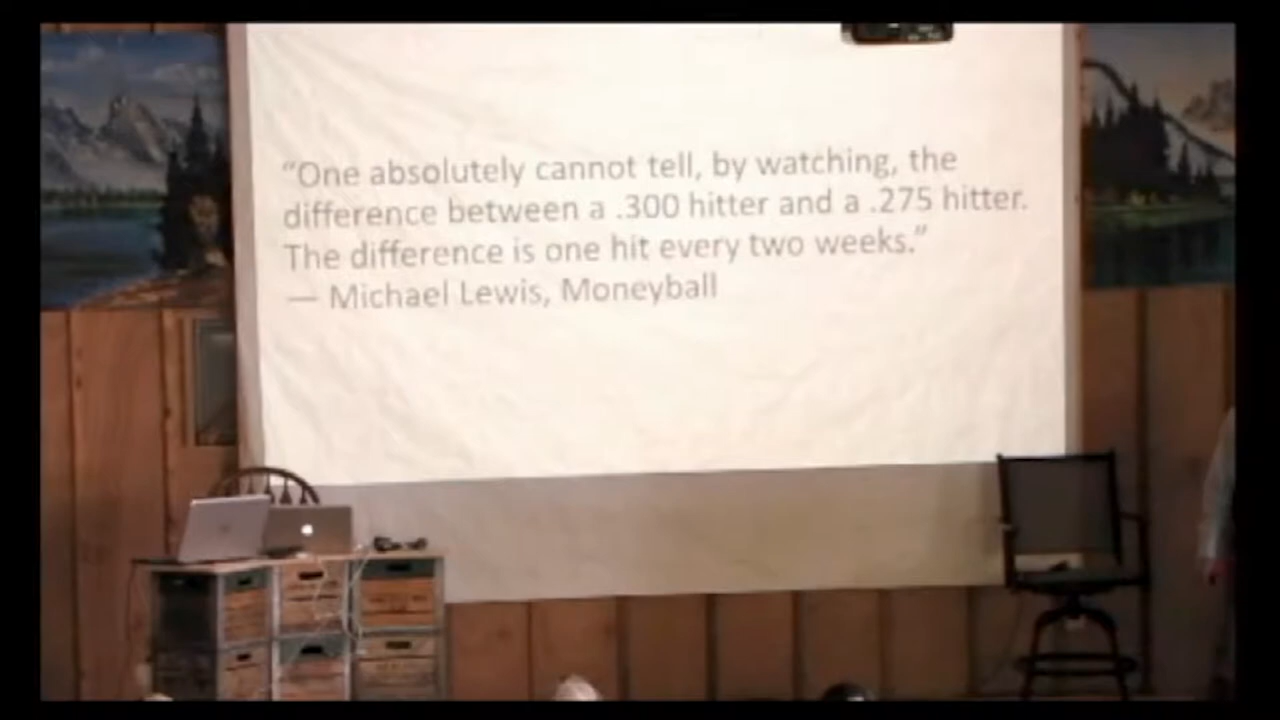 “One absolutely cannot tell, by watching, the
difference between a .300 hitter and a .275 hitter.
The difference is one hit every two weeks.”
— Michael Lewis, Moneyball